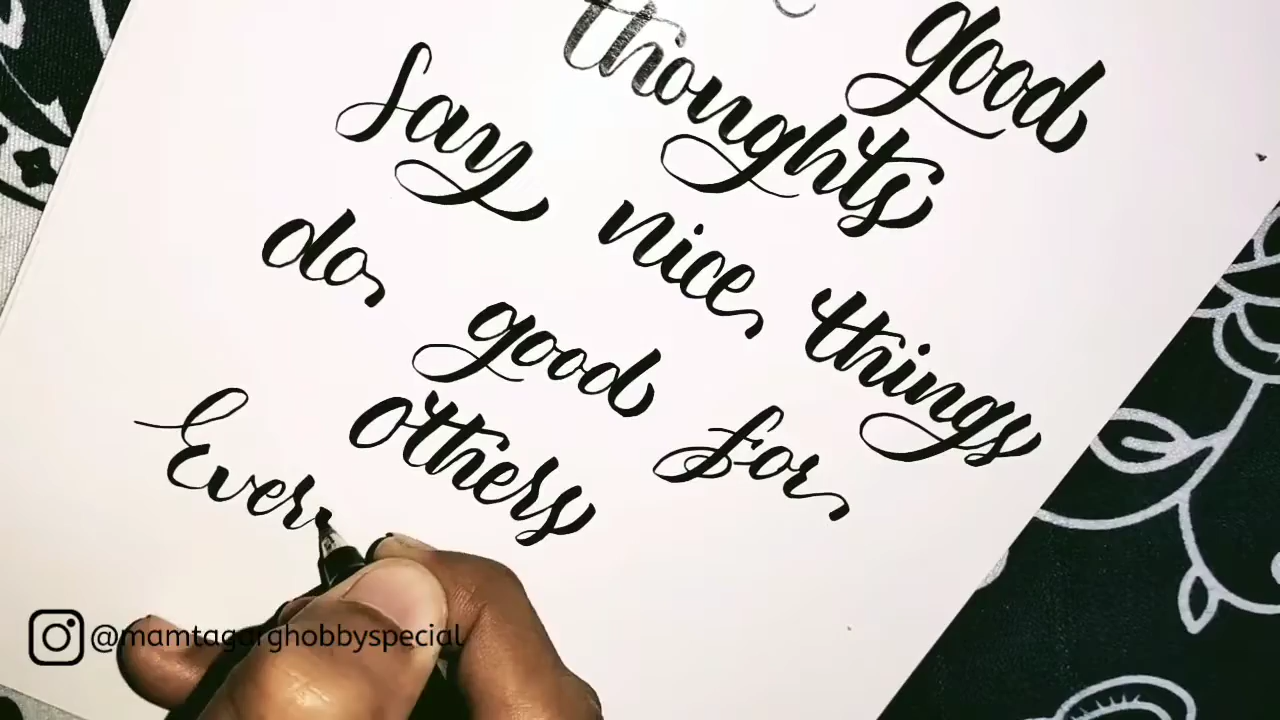 good
thoughts
Say nice things
do good for
others
Ever
@mamtagarghobbyspecial